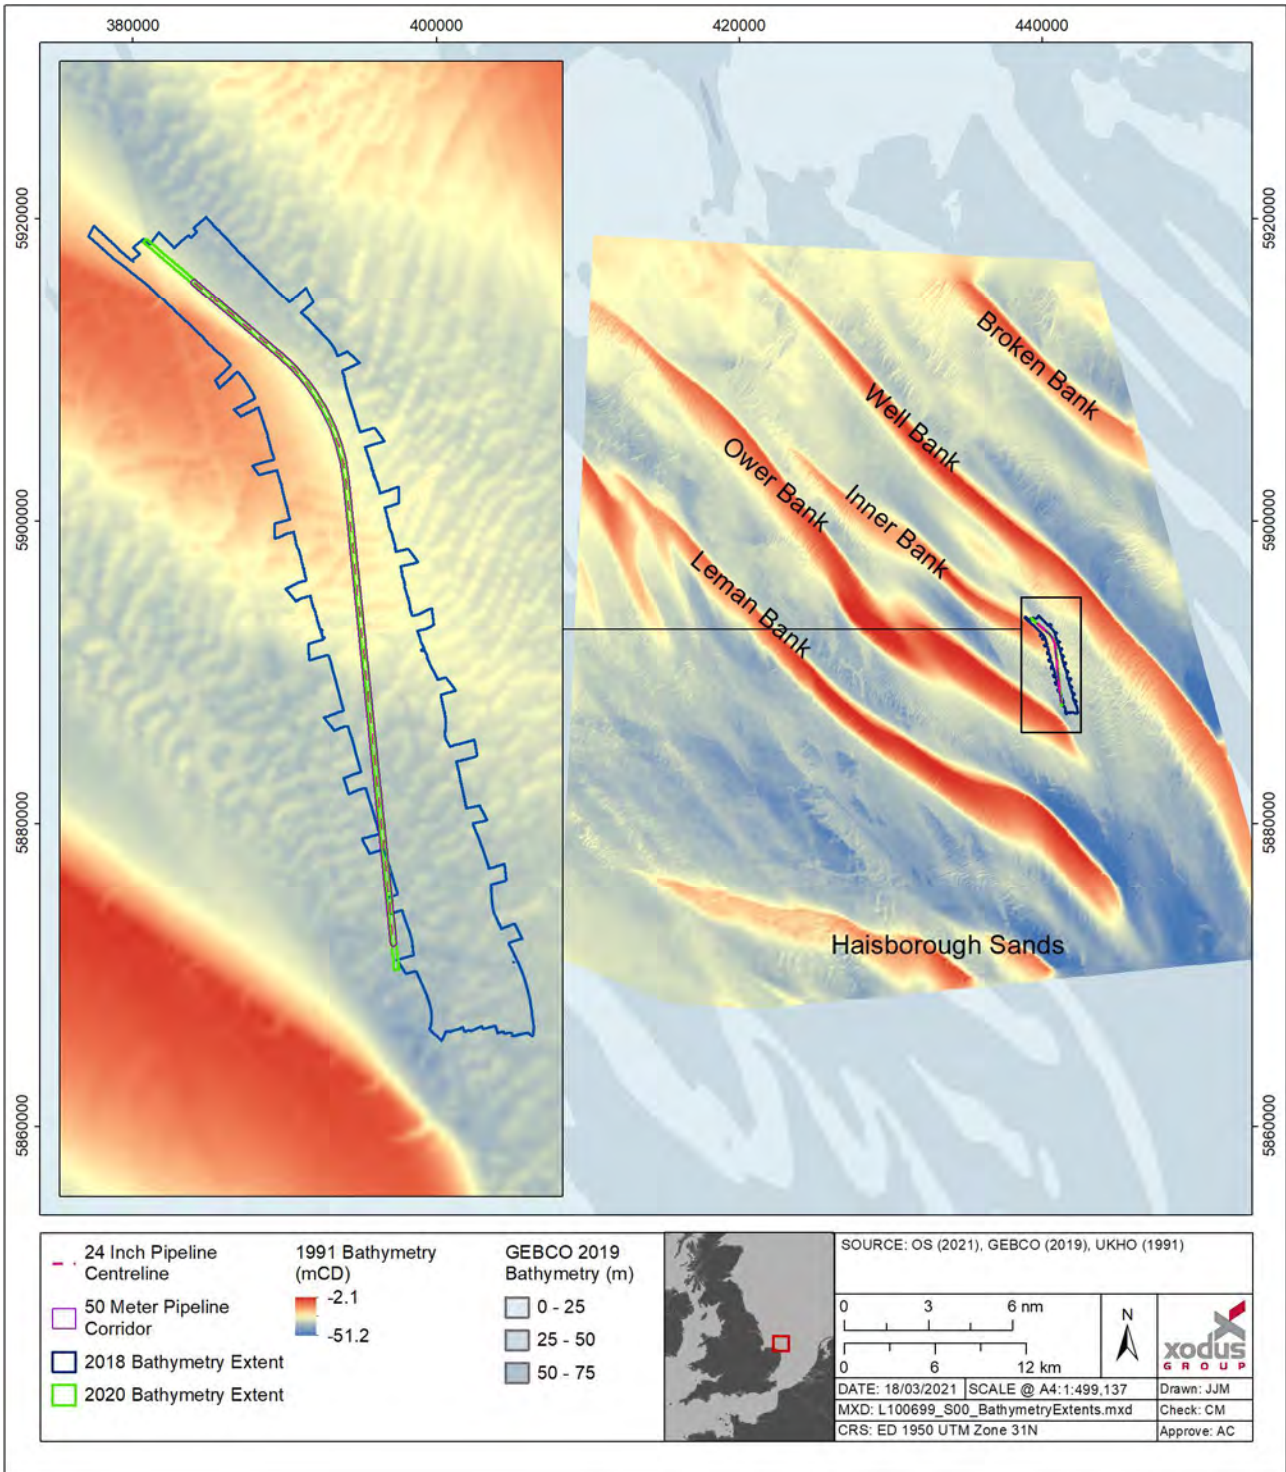 380000
400000
420000
440000
5920000
5900000
5880000
5860000
5920000
5900000
5880000
5860000
Broken Bank
Well Bank
Ower Bank
Inner Bank
Leman Bank
Haisborough Sands
24 Inch Pipeline
Centreline
50 Meter Pipeline
Corridor
2018 Bathymetry Extent
2020 Bathymetry Extent
1991 Bathymetry
(mCD)
-2.1
-51.2
GEBCO 2019
Bathymetry (m)
0 - 25
25 - 50
50 - 75
SOURCE: OS (2021), GEBCO (2019), UKHO (1991)
0 3 6 nm
0 6 12 km
N
xodus
GROUP
DATE: 18/03/2021
SCALE @ A4: 1:499,137
Drawn: JJM
MXD: L100699_S00_BathymetryExtents.mxd
Check: CM
CRS: ED 1950 UTM Zone 31N
Approve: AC